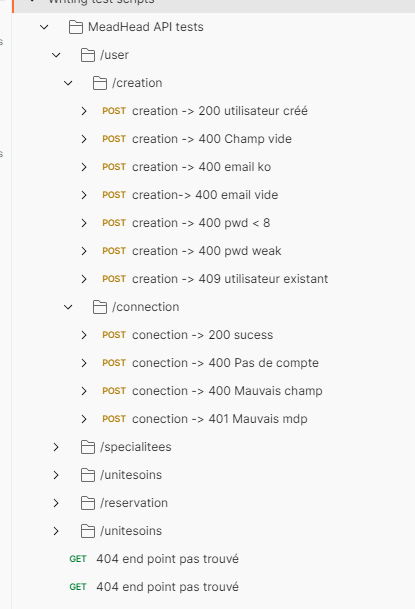 Writing test scripts
MeadHead API tests
/user
/creation
POST creation -> 200 utilisateur créé
POST creation -> 400 Champ vide
POST creation -> 400 email ko
POST creation-> 400 email vide
POST creation -> 400 pwd < 8
POST creation -> 400 pwd weak
POST creation -> 409 utilisateur existant
/connection
POST conection -> 200 sucess
POST conection -> 400 Pas de compte
POST conection -> 400 Mauvais champ
POST conection -> 401 Mauvais mdp
/specialitees
/unitesoins
/reservation
/unitesoins
GET 404 end point pas trouvé
GET 404 end point pas trouvé